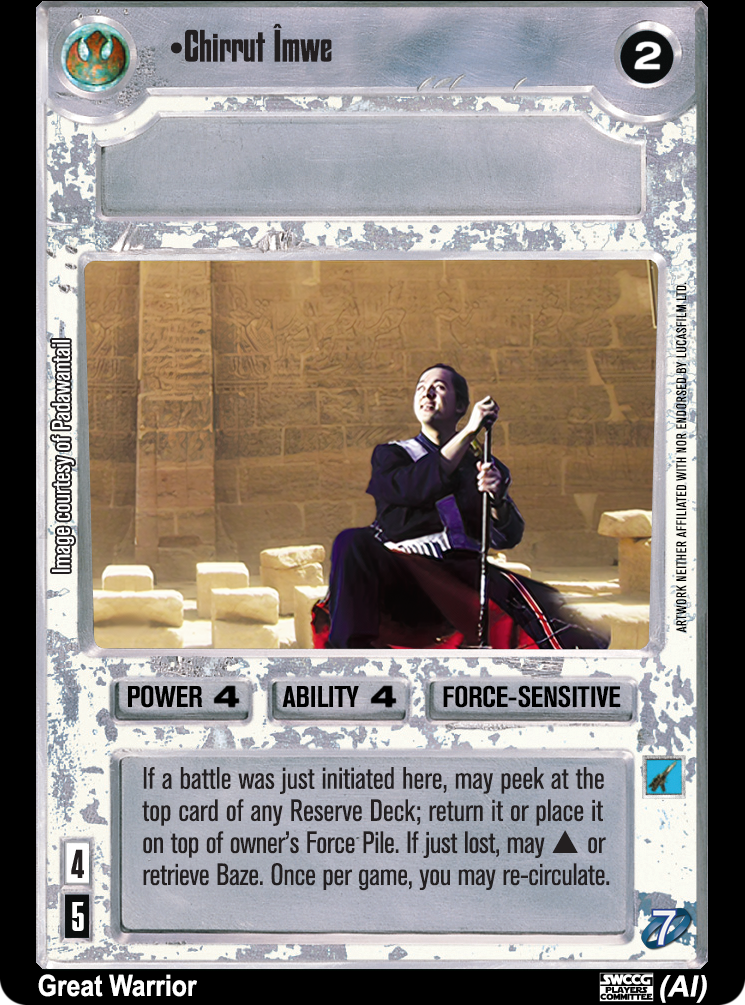 •Chirrut Îmwe
2
Image courtesy of Padawantail
ARTWORK NEITHER AFFILIATED WITH NOR ENDORSED BY LUCASFILM LTD.
POWER 4
ABILITY 4
FORCE-SENSITIVE
If a battle was just initiated here, may peek at the
top card of any Reserve Deck; return it or place it
on top of owner's Force Pile. If just lost, may ▲ or
retrieve Baze. Once per game, you may re-circulate.
4
5
7
Great Warrior
SWCCG
PLAYERS
COMMITTEE
(AI)